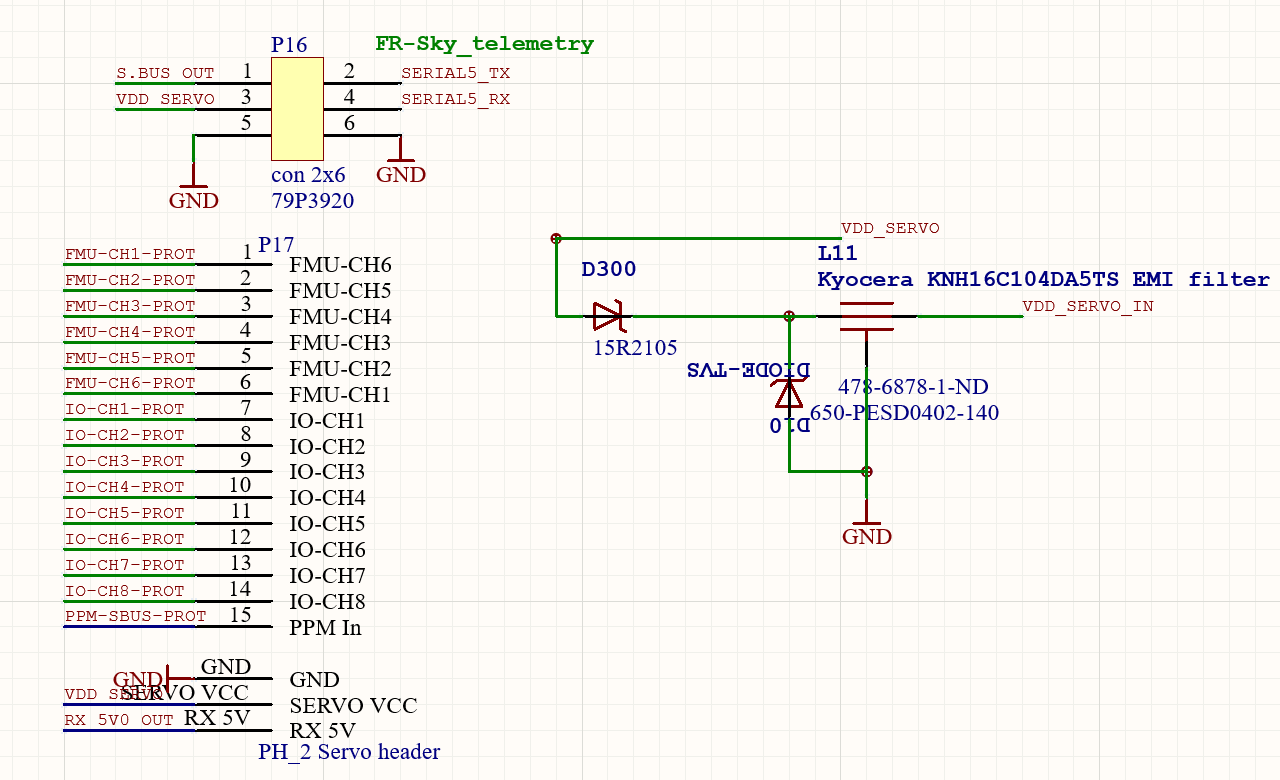 P16
FR-Sky_telemetry
S.BUS OUT 1 2 SERIAL5_TX
VDD SERVO 3 4 SERIAL5_RX
5 6
GND
GND
con 2x6
79P3920
P17
FMU-CH1-PROT 1 FMU-CH6
FMU-CH2-PROT 2 FMU-CH5
FMU-CH3-PROT 3 FMU-CH4
FMU-CH4-PROT 4 FMU-CH3
FMU-CH5-PROT 5 FMU-CH2
FMU-CH6-PROT 6 FMU-CH1
IO-CH1-PROT 7 IO-CH1
IO-CH2-PROT 8 IO-CH2
IO-CH3-PROT 9 IO-CH3
IO-CH4-PROT 10 IO-CH4
IO-CH5-PROT 11 IO-CH5
IO-CH6-PROT 12 IO-CH6
IO-CH7-PROT 13 IO-CH7
IO-CH8-PROT 14 IO-CH8
PPM-SBUS-PROT 15 PPM In
GND GND GND
VDD SERVO SERVO VCC SERVO VCC
RX 5V0 OUT RX 5V RX 5V
PH_2 Servo header
VDD_SERVO
L11
Kyocera KNH16C104DA5TS EMI filter
D300
VDD_SERVO_IN
15R2105
DIODE-TVS
478-6878-1-ND
650-PESD0402-140
D10
GND